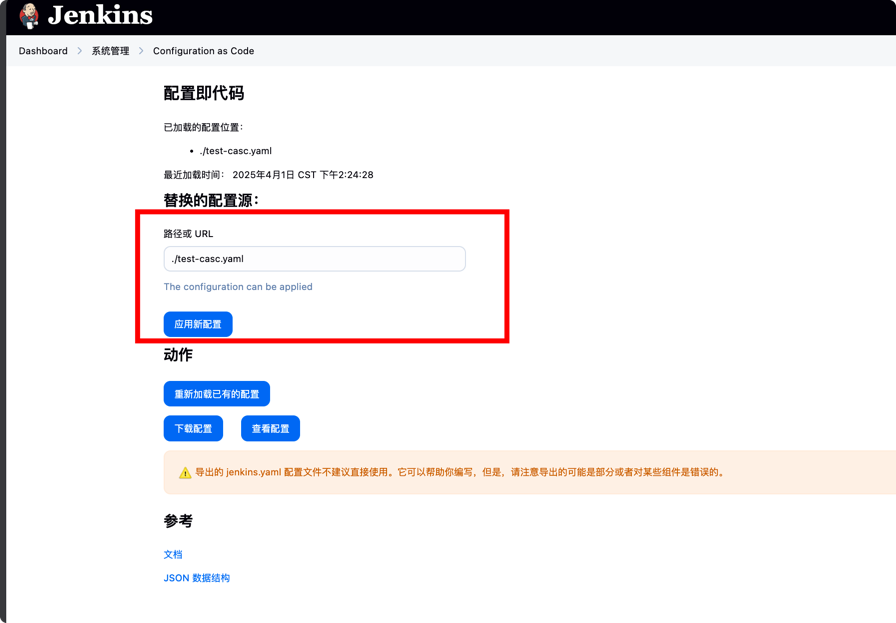 Jenkins
Dashboard > 系统管理 > Configuration as Code
配置即代码
已加载的配置位置:
• ./test-casc.yaml
最近加载时间: 2025年4月1日 CST 下午2:24:28
替换的配置源:
路径或 URL
./test-casc.yaml
The configuration can be applied
应用新配置
动作
重新加载已有的配置
下载配置 查看配置
导出的 jenkins.yaml 配置文件不建议直接使用。它可以帮助你编写，但是，请注意导出的可能是部分或者对某些组件是错误的。
参考
文档
JSON 数据结构